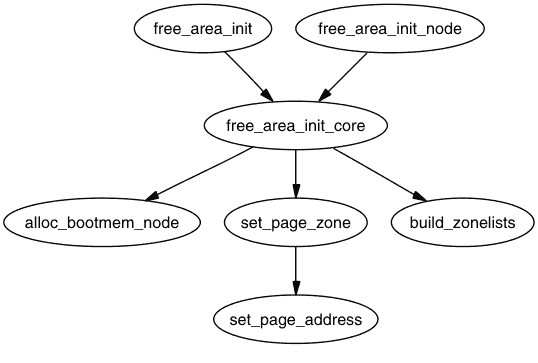 free_area_init
free_area_init_node
free_area_init_core
alloc_bootmem_node
set_page_zone
build_zonelists
set_page_address